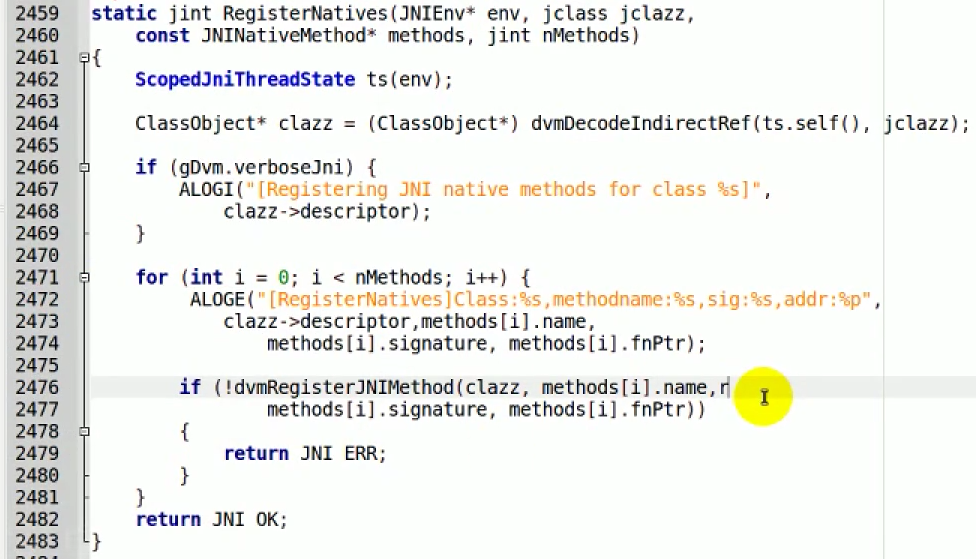 2459 static jint RegisterNatives(JNIEnv* env, jclass jclazz,
2460     const JNINativeMethod* methods, jint nMethods)
2461 {
2462     ScopedJniThreadState ts(env);
2463
2464     ClassObject* clazz = (ClassObject*) dvmDecodeIndirectRef(ts.self(), jclazz);
2465
2466     if (gDvm.verboseJni) {
2467         ALOGI("[Registering JNI native methods for class %s]",
2468             clazz->descriptor);
2469     }
2470
2471     for (int i = 0; i < nMethods; i++) {
2472          ALOGE("[RegisterNatives]Class:%s,methodname:%s,sig:%s,addr:%p",
2473             clazz->descriptor,methods[i].name,
2474                 methods[i].signature, methods[i].fnPtr);
2475
2476         if (!dvmRegisterJNIMethod(clazz, methods[i].name,r
2477                 methods[i].signature, methods[i].fnPtr))
2478         {
2479             return JNI_ERR;
2480         }
2481     }
2482     return JNI_OK;
2483 }